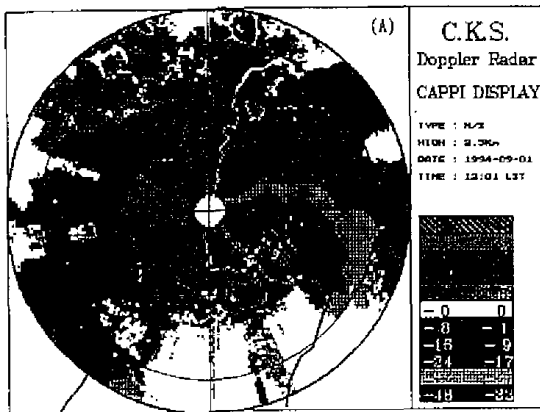 (A)
C.K.S.
Doppler Radar
CAPPI DISPLAY
TYPE : M/S
HIGH : 2.5Km
DATE : 1994-09-01
TIME : 12:01 LST
- 0 0
- 8 - 1
-16 - 9
-24 -17
-48 -33